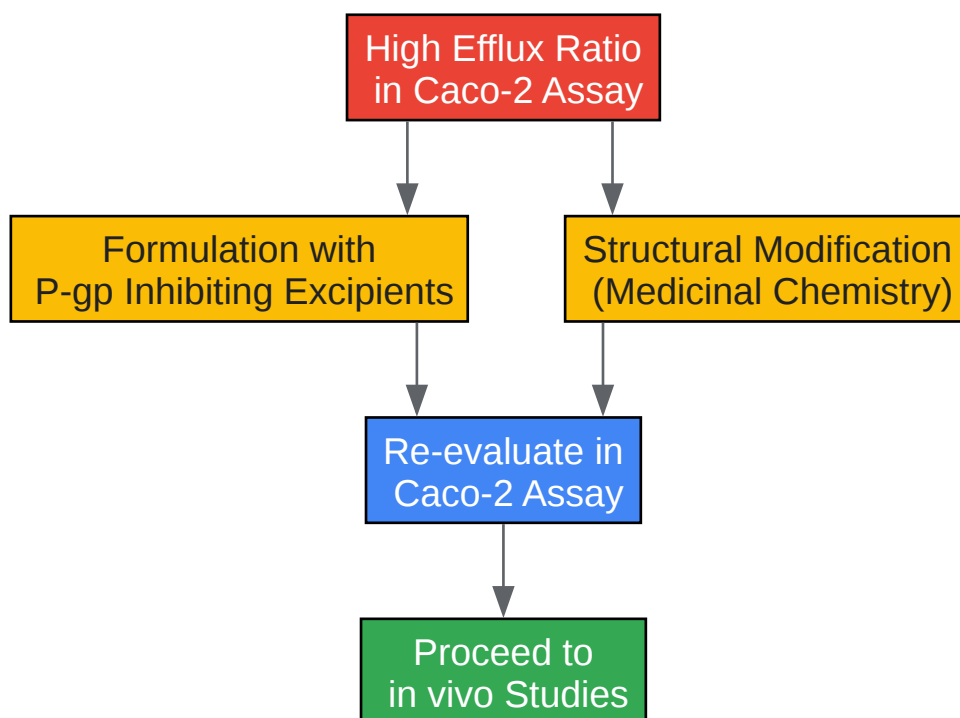 High Efflux Ratio
in Caco-2 Assay
Formulation with
P-gp Inhibiting Excipients
Structural Modification
(Medicinal Chemistry)
Re-evaluate in
Caco-2 Assay
Proceed to
in vivo Studies